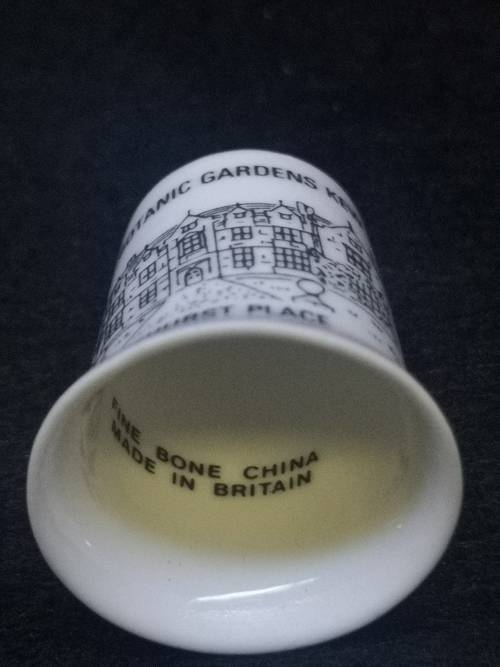 GARDENS
PLACE
FINE BONE CHINA
MADE IN BRITAIN